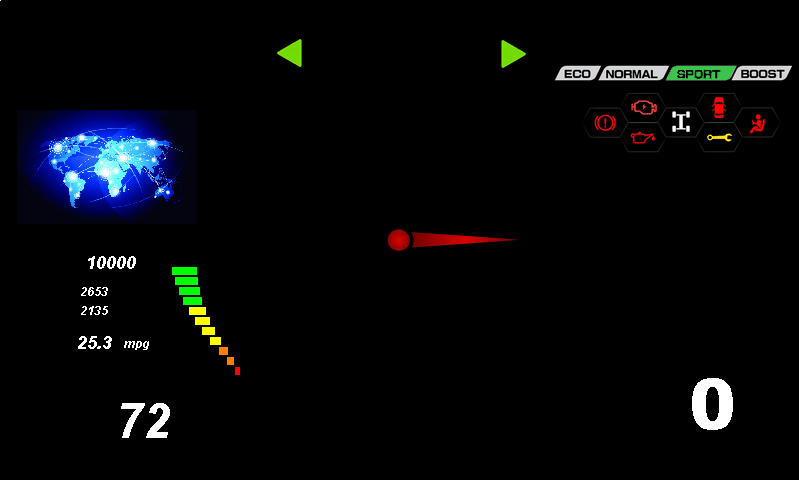 ECO NORMAL SPORT BOOST
10000
2653
2135
25.3 mpg
72
0